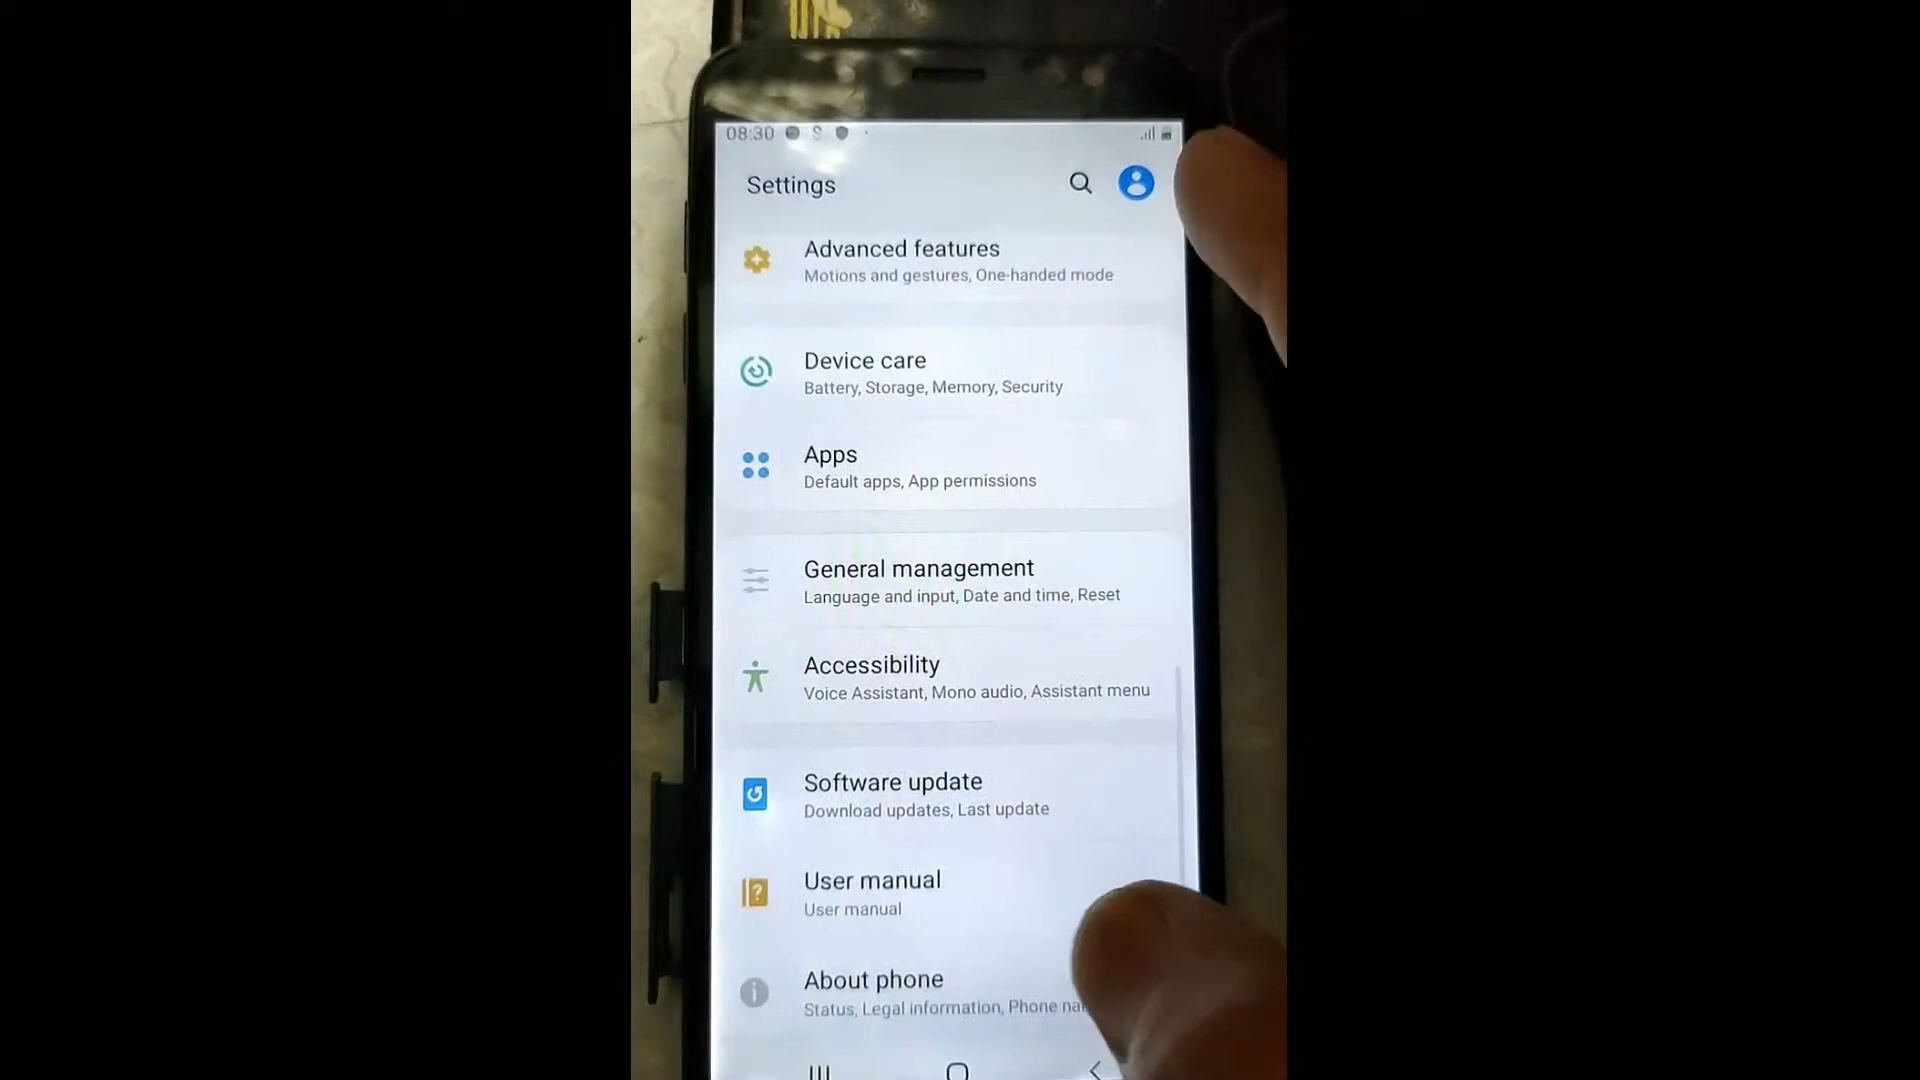 08:30
Settings
Advanced features
Motions and gestures, One-handed mode
Device care
Battery, Storage, Memory, Security
Apps
Default apps, App permissions
General management
Language and input, Date and time, Reset
Accessibility
Voice Assistant, Mono audio, Assistant menu
Software update
Download updates, Last update
User manual
User manual
About phone
Status, Legal information, Phone